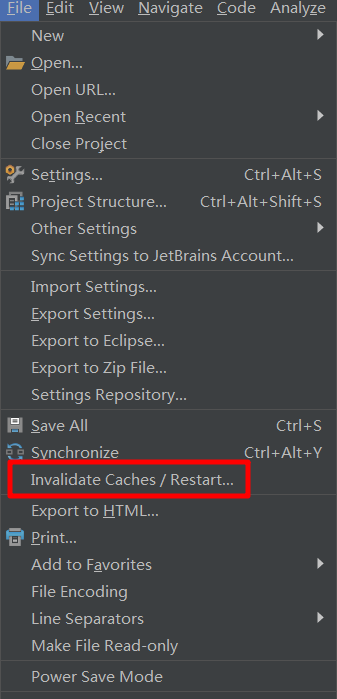 File Edit View Navigate Code Analyze
New
Open...
Open URL...
Open Recent
Close Project
Settings... Ctrl+Alt+S
Project Structure... Ctrl+Alt+Shift+S
Other Settings
Sync Settings to JetBrains Account...
Import Settings...
Export Settings...
Export to Eclipse...
Export to Zip File...
Settings Repository...
Save All Ctrl+S
Synchronize Ctrl+Alt+Y
Invalidate Caches / Restart...
Export to HTML...
Print...
Add to Favorites
File Encoding
Line Separators
Make File Read-only
Power Save Mode